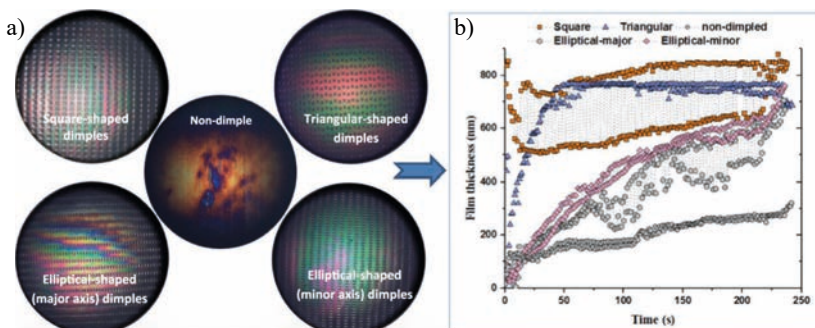 a)
Square-shaped
dimples
Non-dimple
Triangular-shaped
dimples
Elliptical-shaped
(major axis) dimples
Elliptical-shaped
(minor axis) dimples
b)
Square Triangular non-dimpled
Elliptical-major Elliptical-minor
Film thickness (nm)
800
600
400
200
0
0 50 100 150 200 250
Time (s)